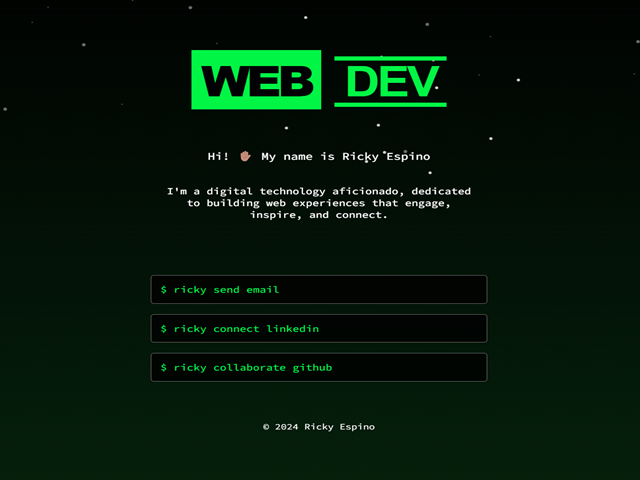 WEB DEV
Hi! 👋🏽 My name is Ricky Espino
I'm a digital technology aficionado, dedicated
to building web experiences that engage,
inspire, and connect.
$ ricky send email
$ ricky connect linkedin
$ ricky collaborate github
© 2024 Ricky Espino